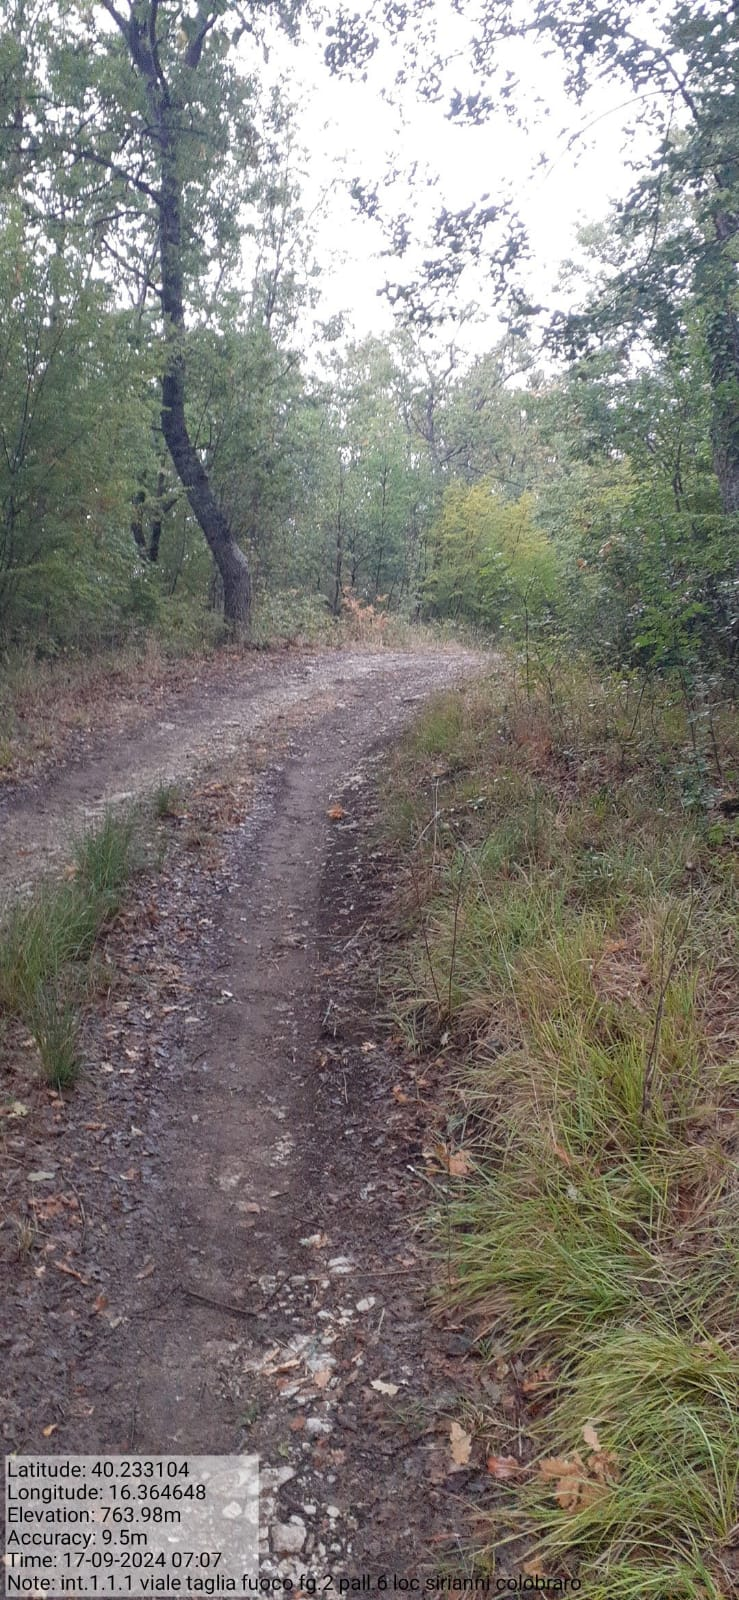 Latitude: 40.233104
Longitude: 16.364648
Elevation: 763.98m
Accuracy: 9.5m
Time: 17-09-2024 07:07
Note: int.1.1.1 viale taglia fuoco fg.2 pall.6 loc sirianni colobraro